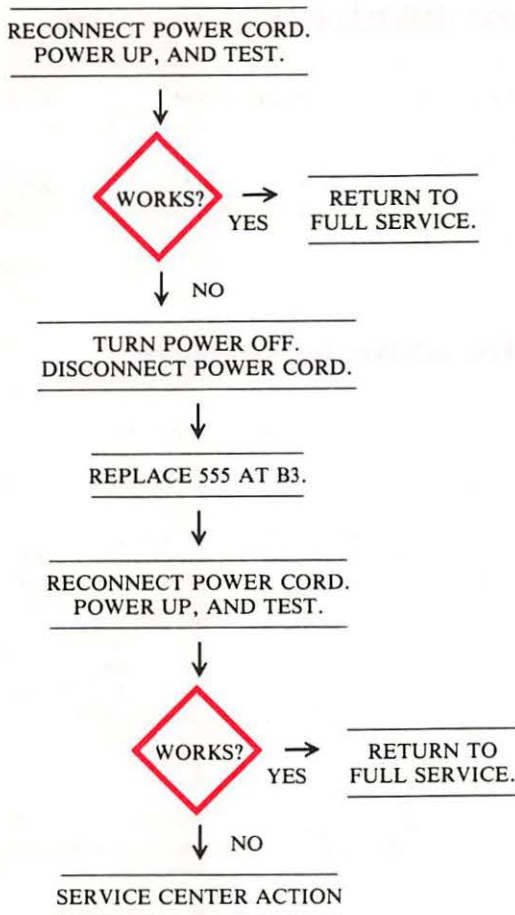 RECONNECT POWER CORD.
POWER UP, AND TEST.
WORKS?
YES
RETURN TO
FULL SERVICE.
NO
TURN POWER OFF.
DISCONNECT POWER CORD.
REPLACE 555 AT B3.
RECONNECT POWER CORD.
POWER UP, AND TEST.
WORKS?
YES
RETURN TO
FULL SERVICE.
NO
SERVICE CENTER ACTION